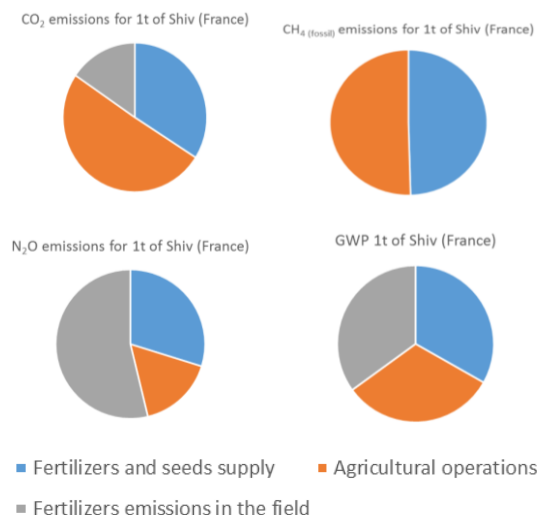 CO₂ emissions for 1t of Shiv (France)
CH₄ (fossil) emissions for 1t of Shiv (France)
N₂O emissions for 1t of Shiv (France)
GWP 1t of Shiv (France)
Fertilizers and seeds supply
Agricultural operations
Fertilizers emissions in the field